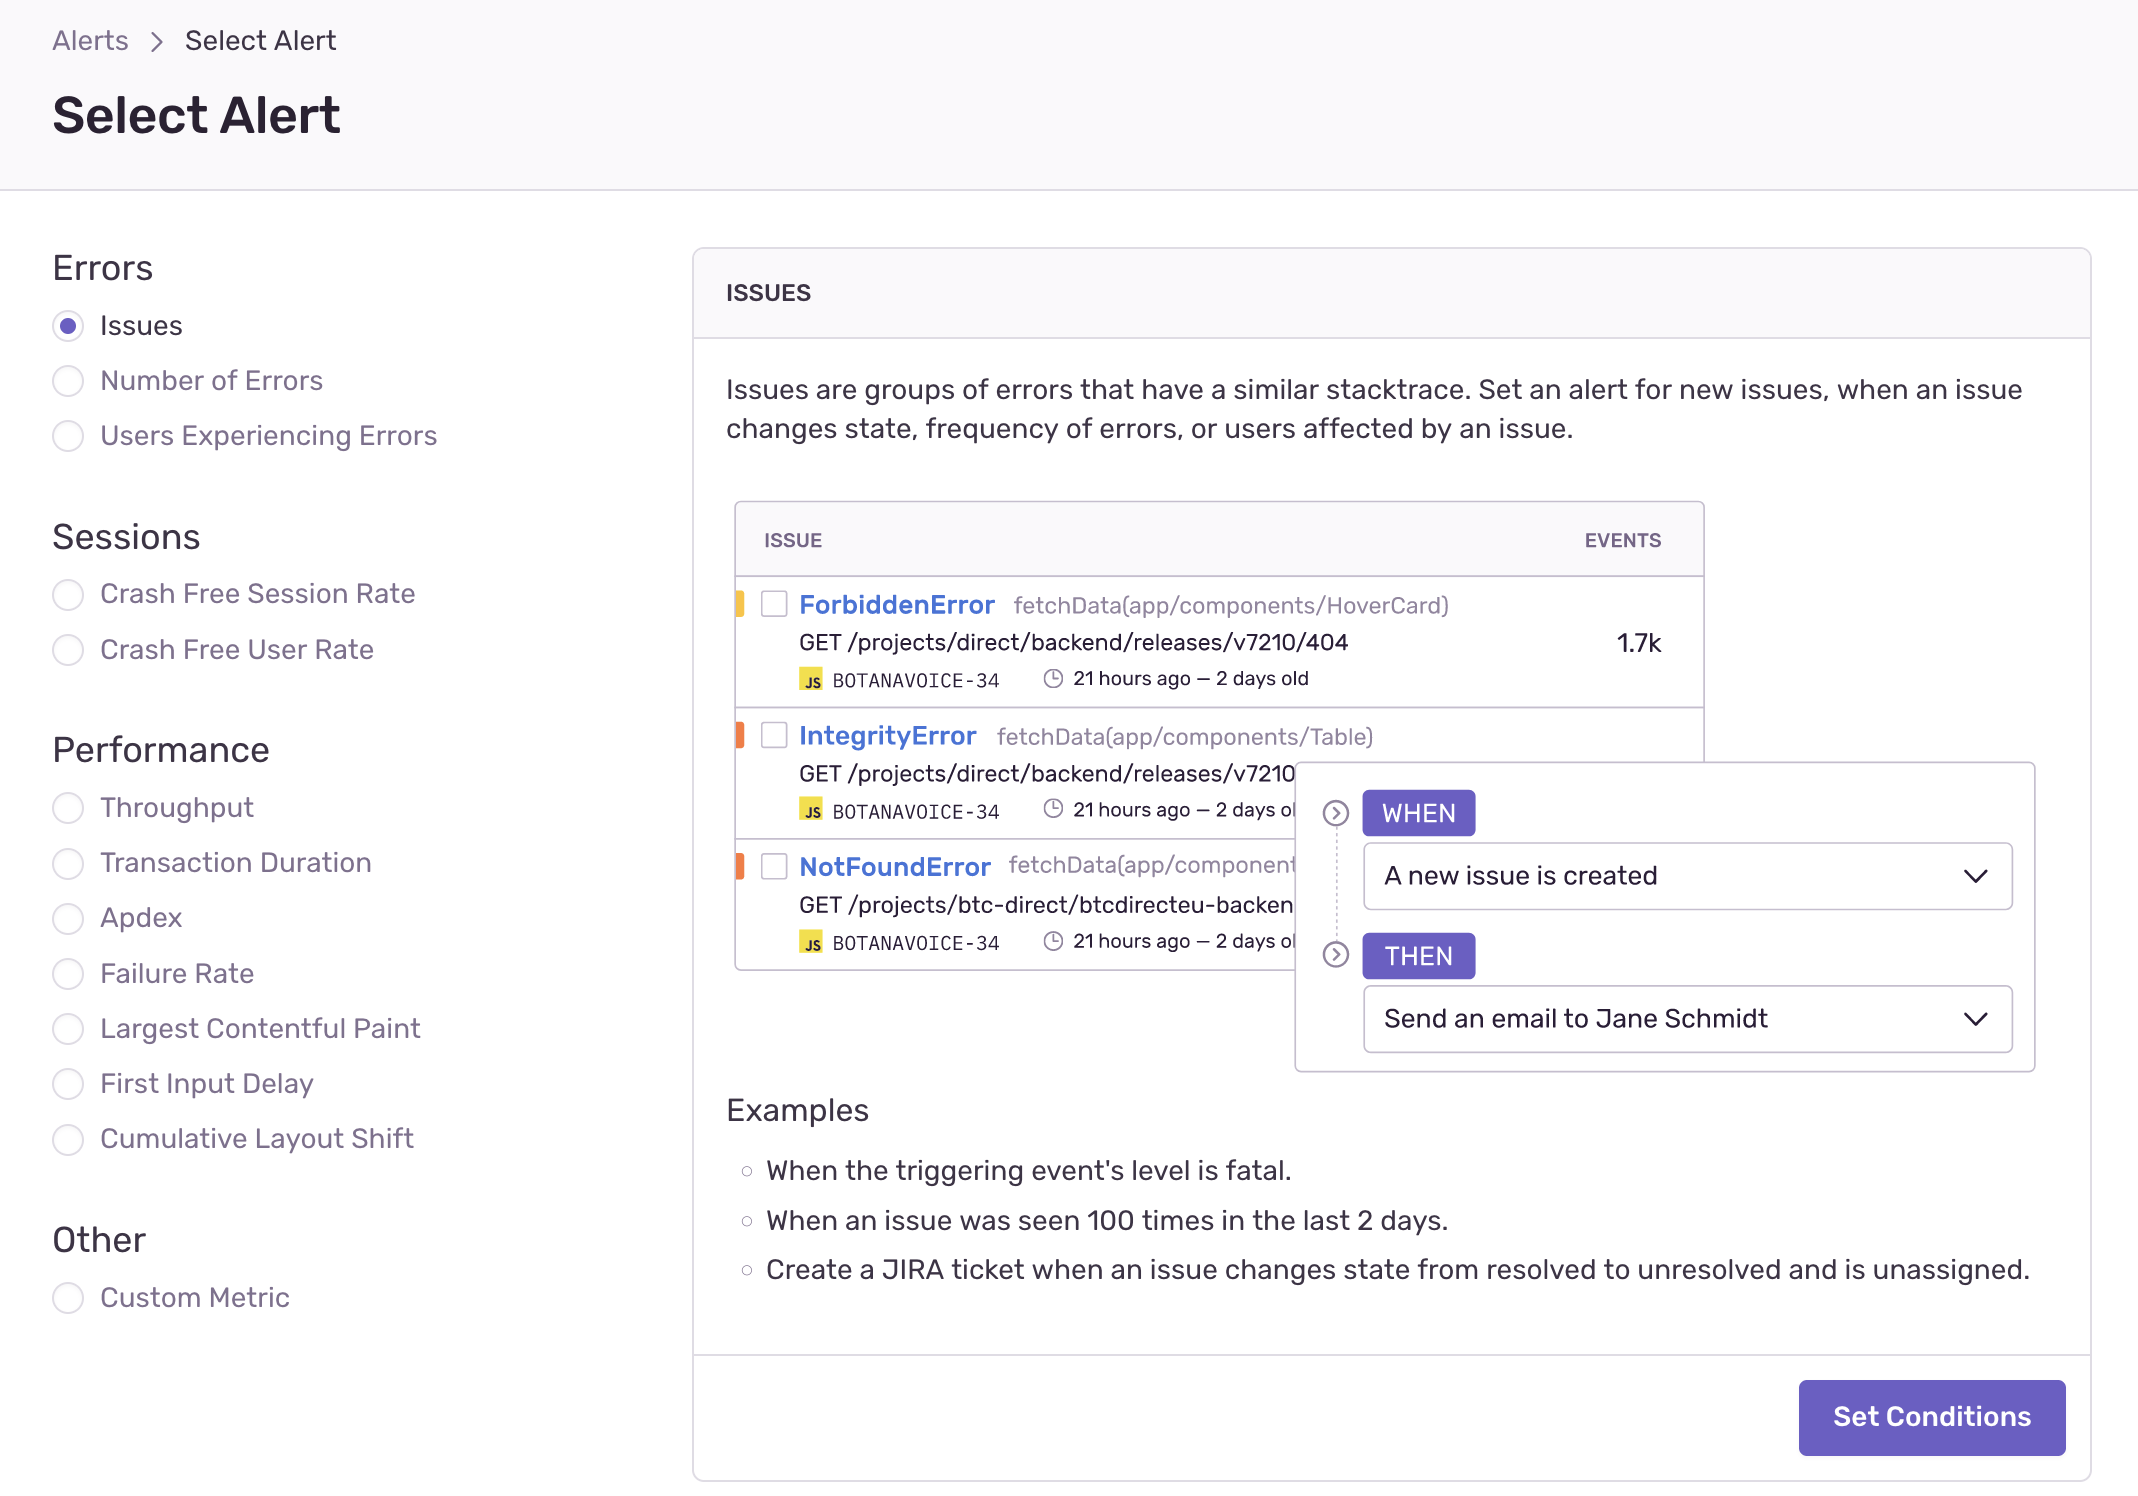 Alerts > Select Alert
Select Alert
Errors
Issues
Number of Errors
Users Experiencing Errors
Sessions
Crash Free Session Rate
Crash Free User Rate
Performance
Throughput
Transaction Duration
Apdex
Failure Rate
Largest Contentful Paint
First Input Delay
Cumulative Layout Shift
Other
Custom Metric
ISSUES
Issues are groups of errors that have a similar stacktrace. Set an alert for new issues, when an issue
changes state, frequency of errors, or users affected by an issue.
ISSUE EVENTS
ForbiddenError fetchData(app/components/HoverCard)
GET /projects/direct/backend/releases/v7210/404 1.7k
JS BOTANAVOICE-34 21 hours ago — 2 days old
IntegrityError fetchData(app/components/Table)
GET /projects/direct/backend/releases/v7210
JS BOTANAVOICE-34 21 hours ago — 2 days ol
NotFoundError fetchData(app/component
GET /projects/btc-direct/btcdirecteu-backen
JS BOTANAVOICE-34 21 hours ago — 2 days ol
WHEN
A new issue is created
THEN
Send an email to Jane Schmidt
Examples
When the triggering event's level is fatal.
When an issue was seen 100 times in the last 2 days.
Create a JIRA ticket when an issue changes state from resolved to unresolved and is unassigned.
Set Conditions